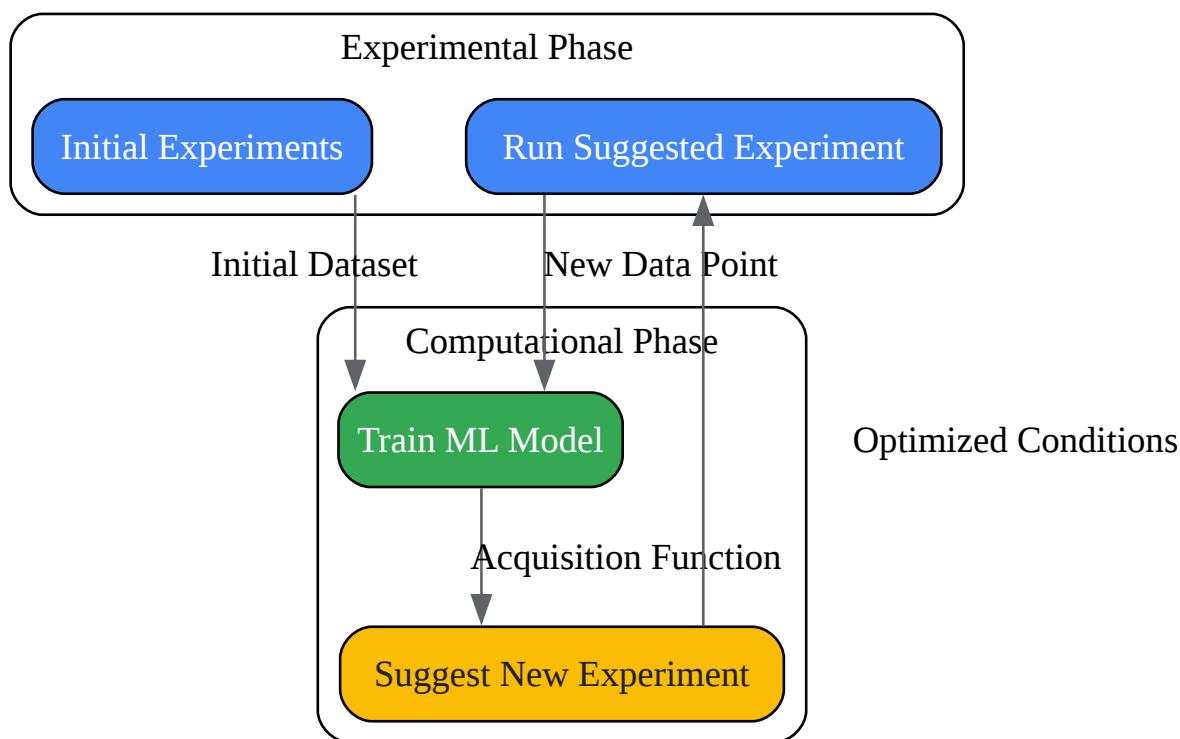 Experimental Phase
Initial Experiments
Run Suggested Experiment
Initial Dataset
New Data Point
Computational Phase
Train ML Model
Optimized Conditions
Acquisition Function
Suggest New Experiment